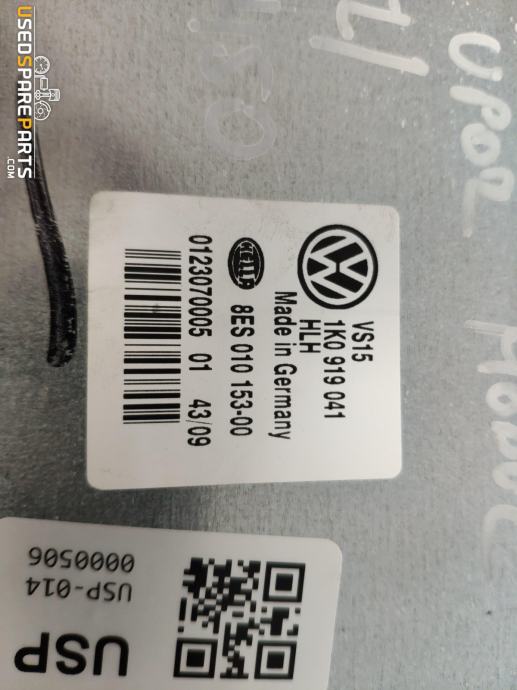 USEDSPAREPARTS
.COM
VS15
1K0 919 041
HLH
Made in Germany
HELLA
8ES 010 153-00
0123070005 01 43/09
USP
USP-014
0000506